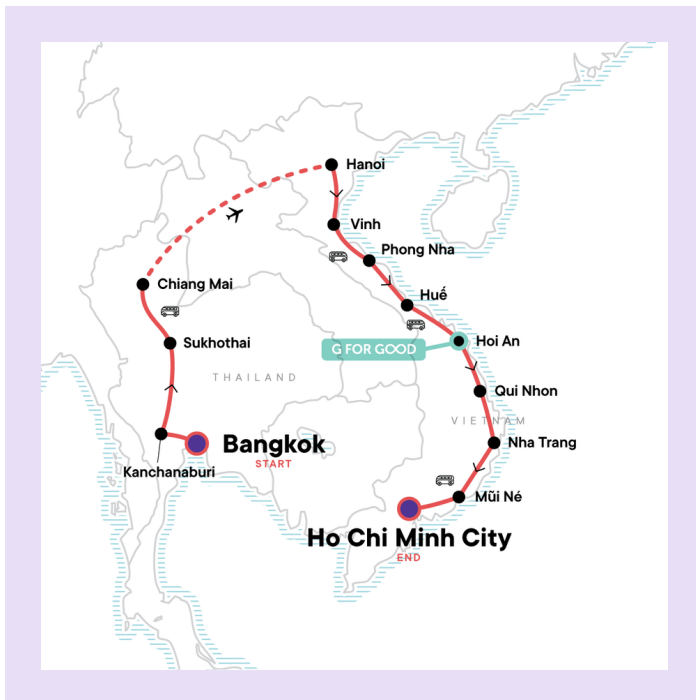 Hanoi
Vinh
Phong Nha
Chiang Mai
Huế
Sukhothai
G FOR GOOD
Hoi An
THAILAND
Qui Nhon
VIETNAM
Bangkok
START
Nha Trang
Kanchanaburi
Mũi Né
Ho Chi Minh City
END